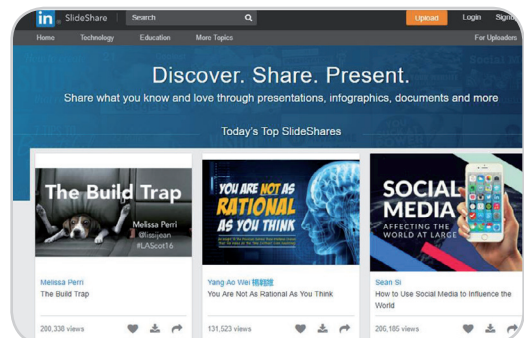 in SlideShare Search Upload Login Signup
Home Technology Education More Topics For Uploaders
Discover. Share. Present.
Share what you know and love through presentations, infographics, documents and more
Today's Top SlideShares
The Build Trap
Melissa Perri
@lissijean
#LAScot16
YOU ARE NOT AS
RATIONAL
AS YOU THINK
SOCIAL
MEDIA
AFFECTING THE
WORLD AT LARGE
Melissa Perri
The Build Trap
Yang Ao Wei
You Are Not As Rational As You Think
Sean Si
How to Use Social Media to Influence the
World
200,338 views
131,523 views
206,185 views